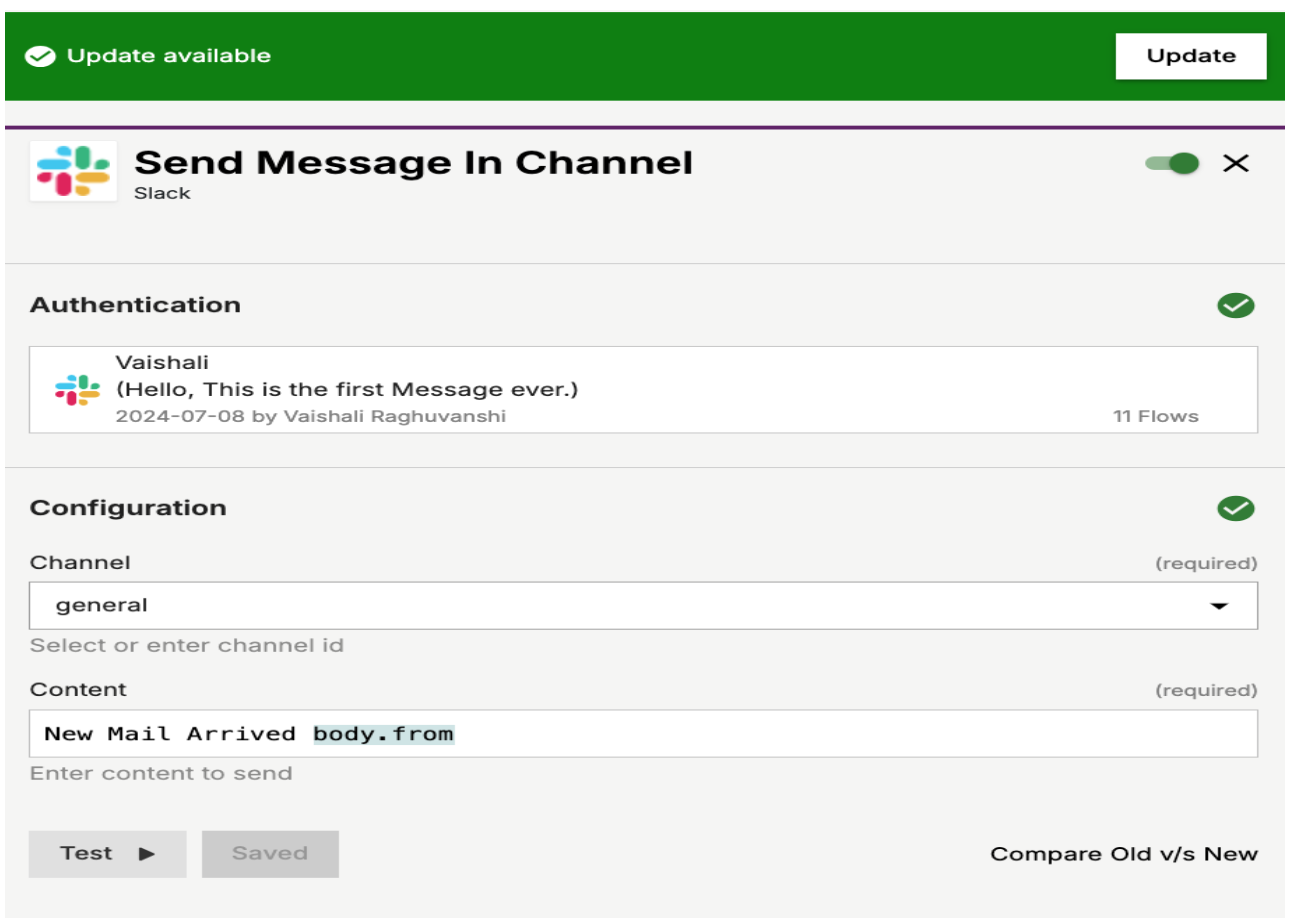 Update available
Update
Send Message In Channel
Slack
Authentication
Vaishali
(Hello, This is the first Message ever.)
2024-07-08 by Vaishali Raghuvanshi
11 Flows
Configuration
Channel
(required)
general
Select or enter channel id
Content
(required)
New Mail Arrived body.from
Enter content to send
Test
Saved
Compare Old v/s New